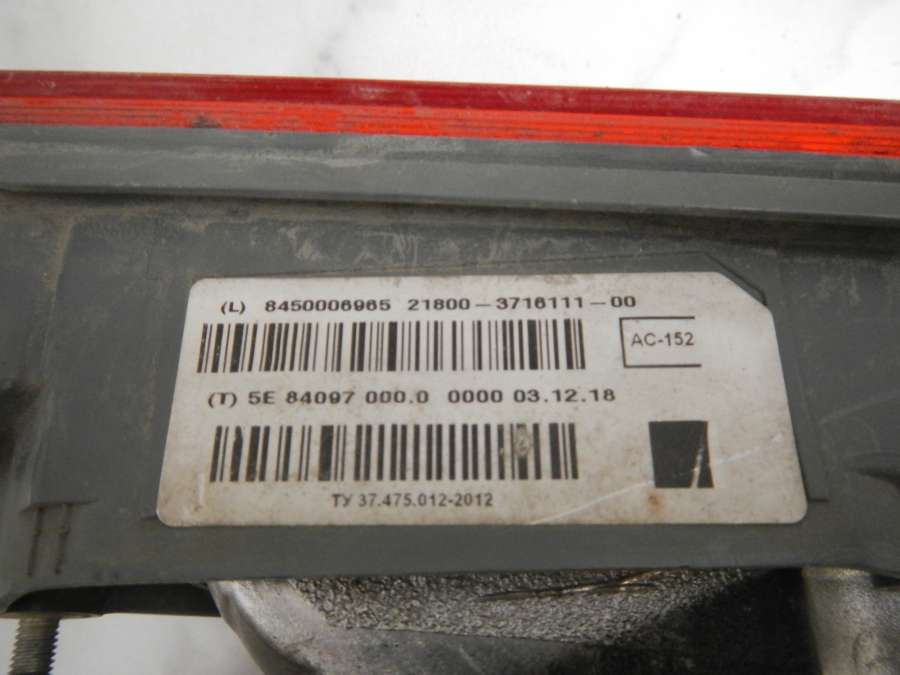 (L) 8450006965 21800-3716111-00
AC-152
(T) 5E 84097 000.0 0000 03.12.18
ТУ 37.475.012-2012